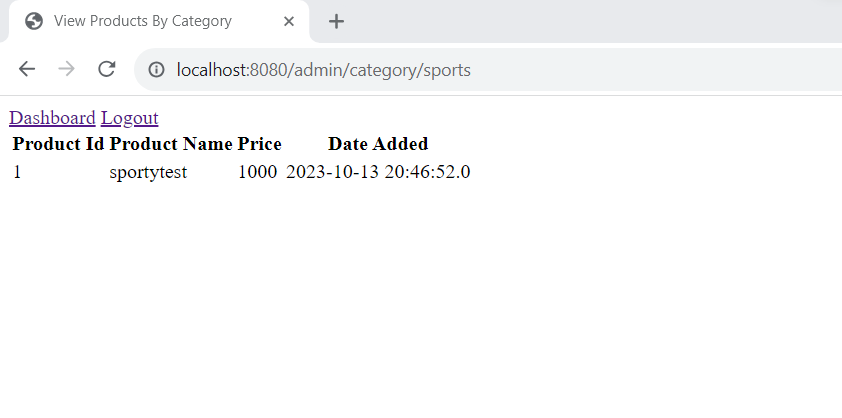 View Products By Category
localhost:8080/admin/category/sports
Dashboard Logout
Product Id Product Name Price Date Added
1 sportytest 1000 2023-10-13 20:46:52.0